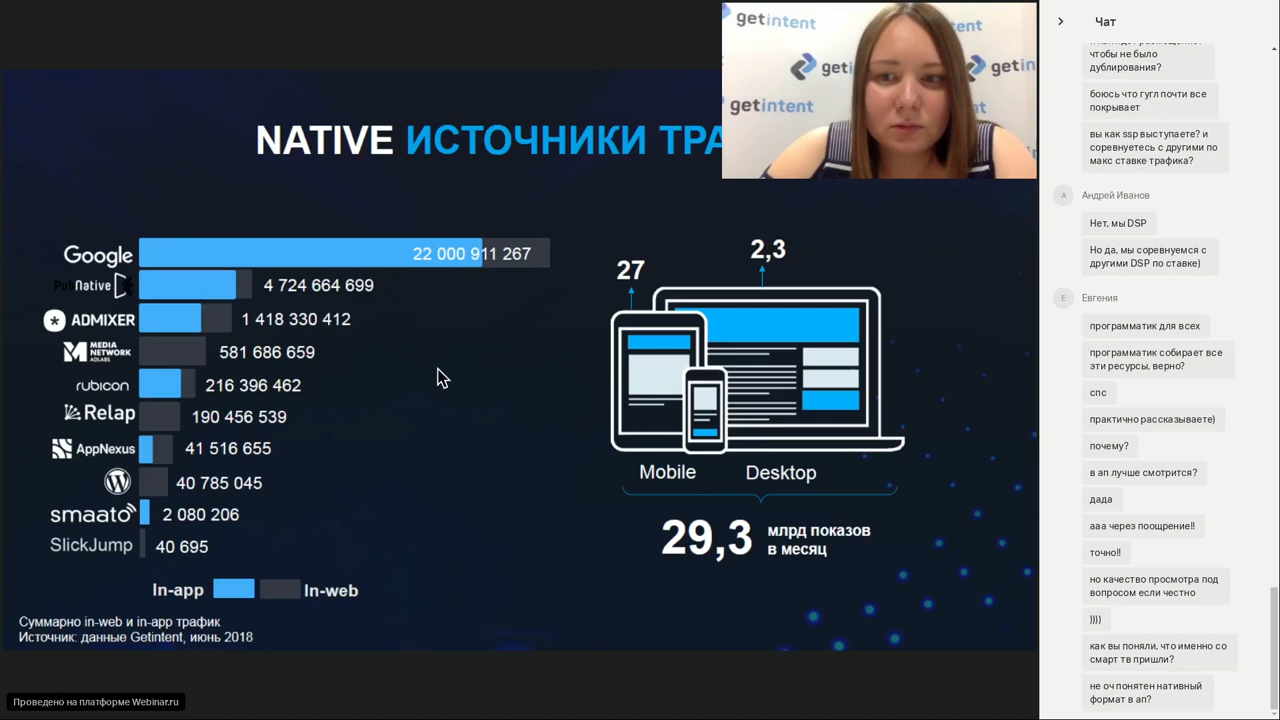 getintent
geti
getin
getintent
nt
NATIVE ИСТОЧНИКИ ТРА
Google
22 000 911 267
PubNative
4 724 664 699
ADMIXER
1 418 330 412
MEDIA
NETWORK
ADLABS
581 686 659
rubicon
216 396 462
Relap
190 456 539
AppNexus
41 516 655
40 785 045
smaato
2 080 206
SlickJump
40 695
In-app
In-web
Суммарно in-web и in-app трафик
Источник: данные Getintent, июнь 2018
27
2,3
Mobile
Desktop
29,3
млрд показов
в месяц
Проведено на платформе Webinar.ru
Чат
чтобы не было
дублирования?
боюсь что гугл почти все
покрывает
вы как ssp выступаете? и
соревнуетесь с другими по
макс ставке трафика?
А
Андрей Иванов
Нет, мы DSP
Но да, мы соревнуемся с
другими DSP по ставке)
Е
Евгения
программатик для всех
программатик собирает все
эти ресурсы, верно?
спс
практично рассказываете)
почему?
в ап лучше смотрится?
дада
ааа через поощрение!!
точно!!
но качество просмотра под
вопросом если честно
))))
как вы поняли, что именно со
смарт тв пришли?
не оч понятен нативный
формат в ап?